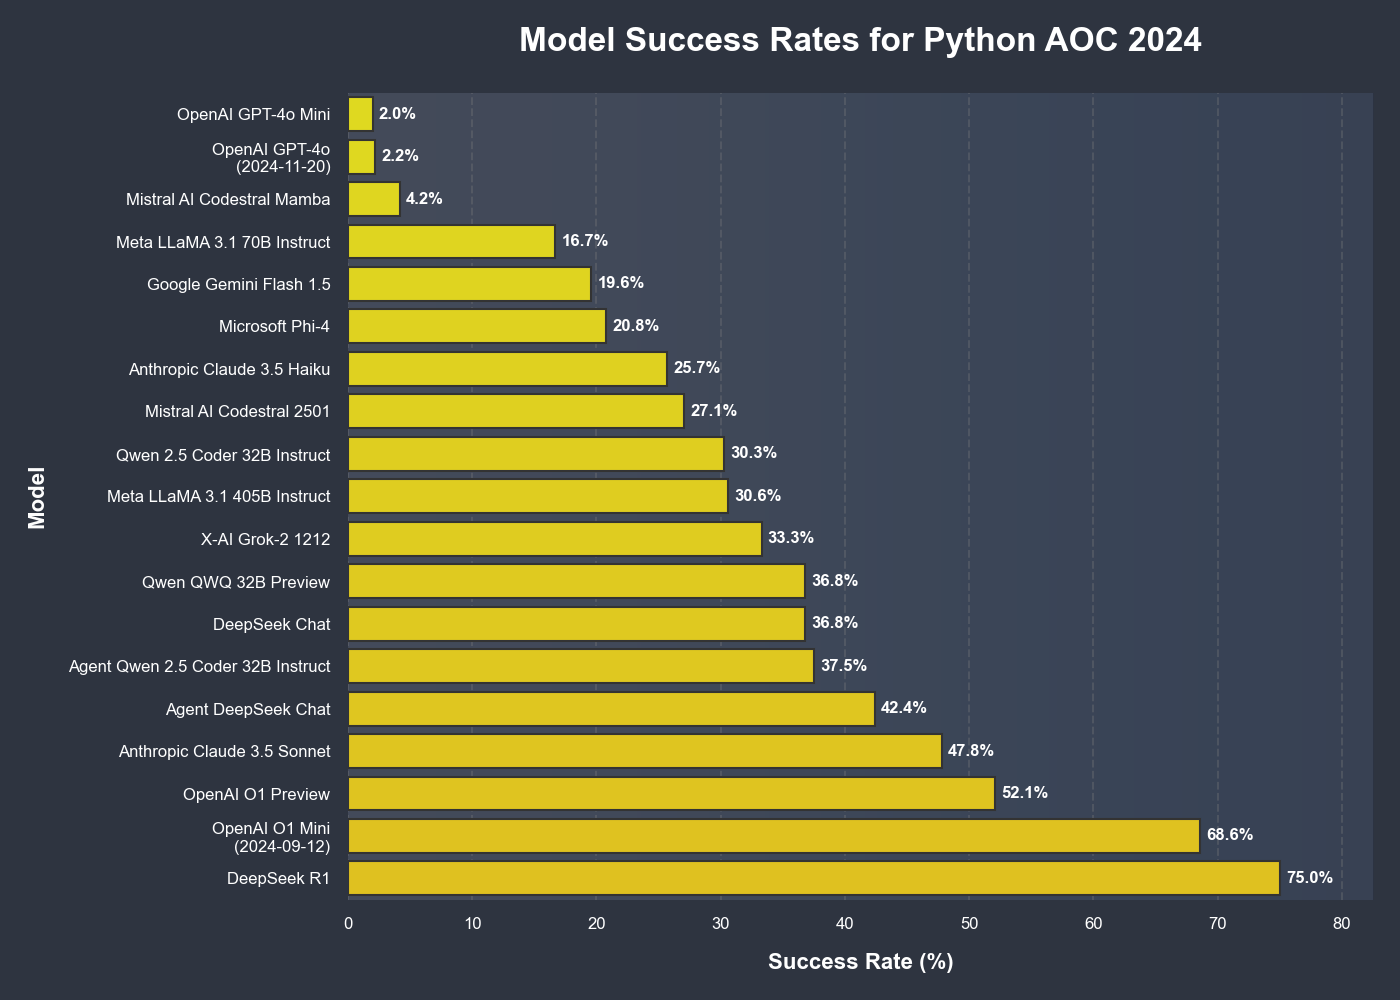 Model Success Rates for Python AOC 2024
OpenAI GPT-4o Mini
2.0%
OpenAI GPT-4o
(2024-11-20)
2.2%
Mistral AI Codestral Mamba
4.2%
Meta LLaMA 3.1 70B Instruct
16.7%
Google Gemini Flash 1.5
19.6%
Microsoft Phi-4
20.8%
Anthropic Claude 3.5 Haiku
25.7%
Mistral AI Codestral 2501
27.1%
Qwen 2.5 Coder 32B Instruct
30.3%
Meta LLaMA 3.1 405B Instruct
30.6%
X-AI Grok-2 1212
33.3%
Qwen QWQ 32B Preview
36.8%
DeepSeek Chat
36.8%
Agent Qwen 2.5 Coder 32B Instruct
37.5%
Agent DeepSeek Chat
42.4%
Anthropic Claude 3.5 Sonnet
47.8%
OpenAI O1 Preview
52.1%
OpenAI O1 Mini
(2024-09-12)
68.6%
DeepSeek R1
75.0%
Model
0 10 20 30 40 50 60 70 80
Success Rate (%)